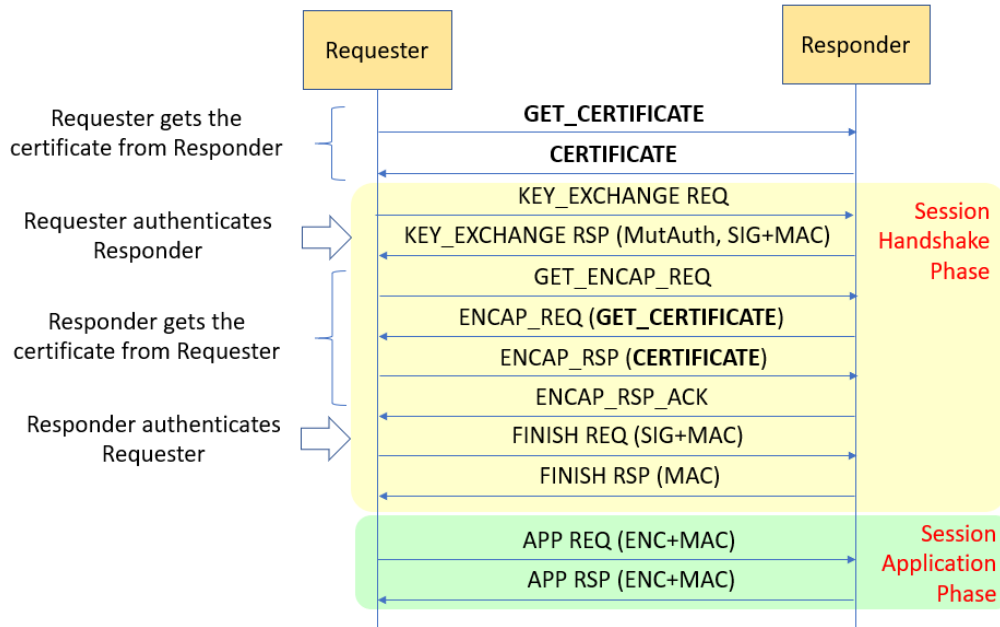 Requester
Responder
Requester gets the
certificate from Responder
GET_CERTIFICATE
CERTIFICATE
KEY_EXCHANGE REQ
Requester authenticates
Responder
KEY_EXCHANGE RSP (MutAuth, SIG+MAC)
Session
Handshake
Phase
GET_ENCAP_REQ
Responder gets the
certificate from Requester
ENCAP_REQ (GET_CERTIFICATE)
ENCAP_RSP (CERTIFICATE)
ENCAP_RSP_ACK
Responder authenticates
Requester
FINISH REQ (SIG+MAC)
FINISH RSP (MAC)
APP REQ (ENC+MAC)
APP RSP (ENC+MAC)
Session
Application
Phase